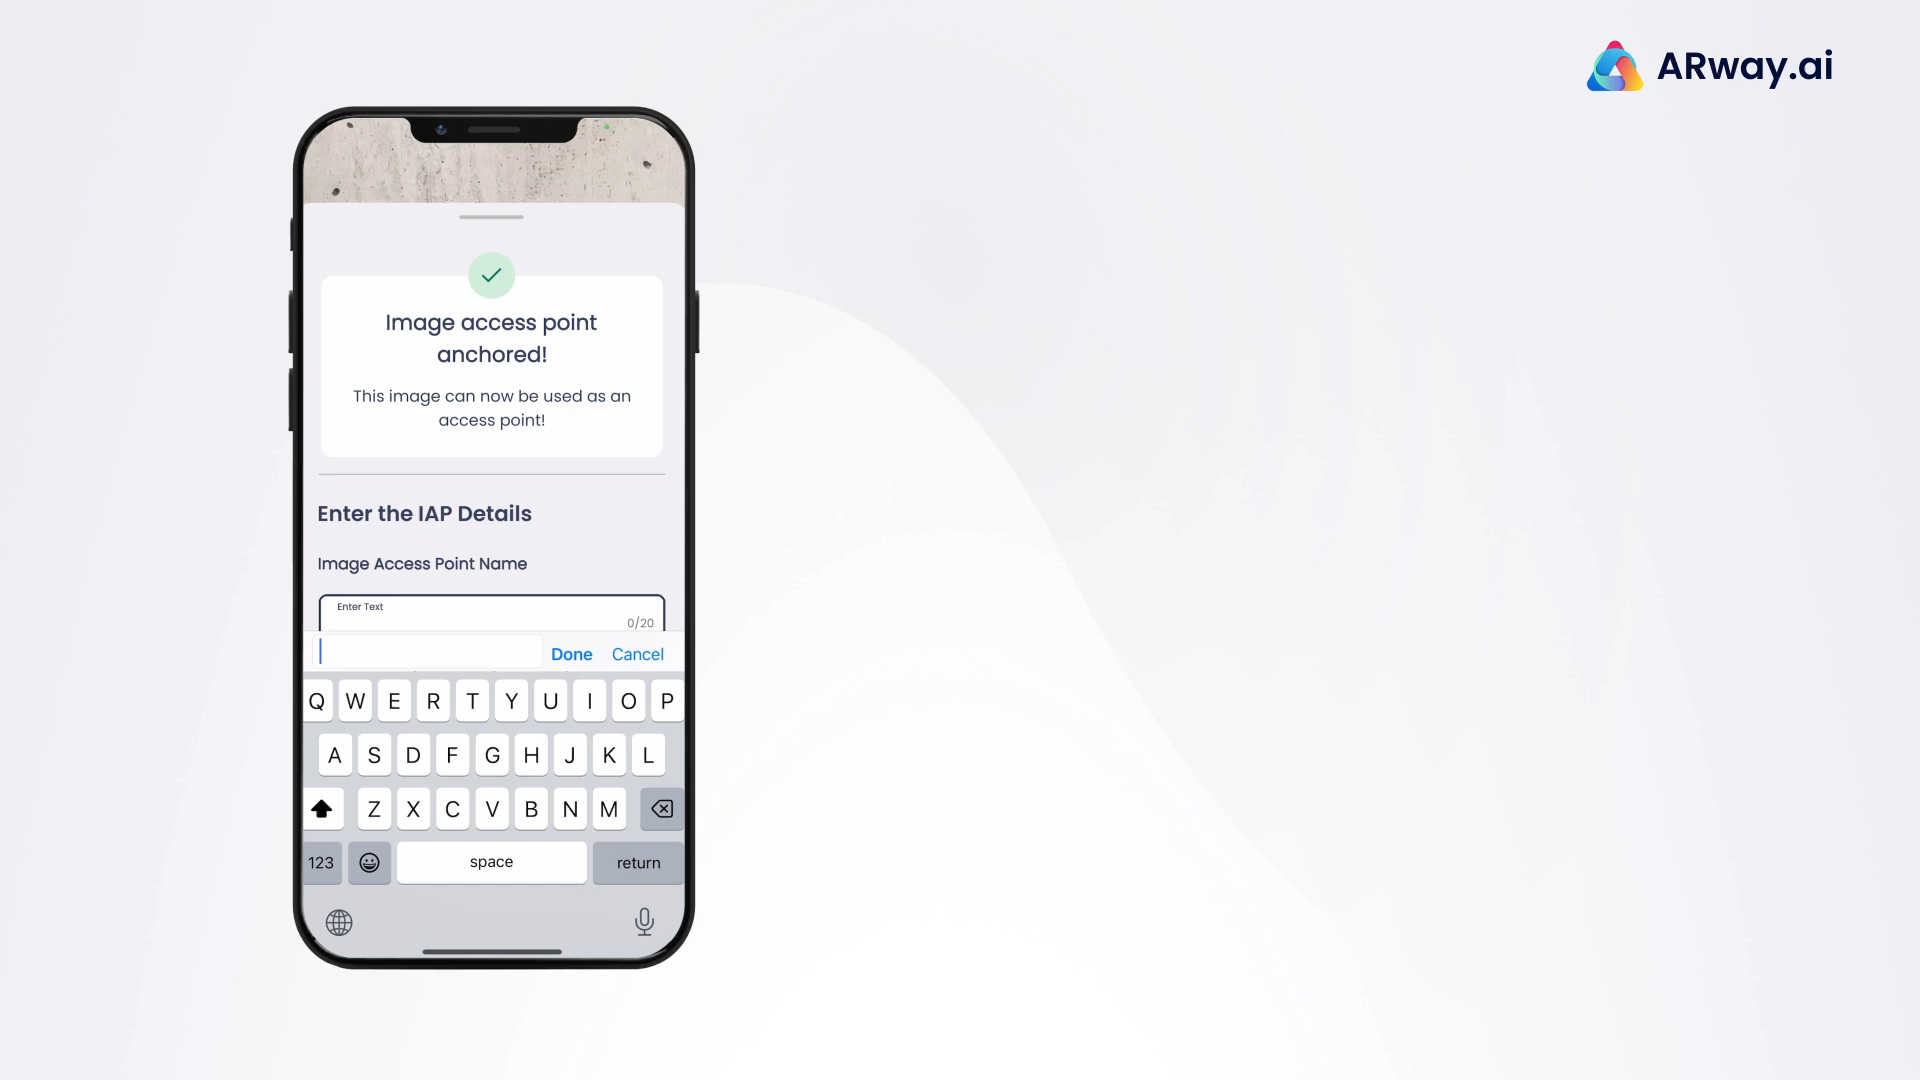 ARway.ai
Image access point
anchored!
This image can now be used as an
access point!
Enter the IAP Details
Image Access Point Name
Enter Text
0/20
Done Cancel
Q W E R T Y U I O P
A S D F G H J K L
Z X C V B N M
123 space return